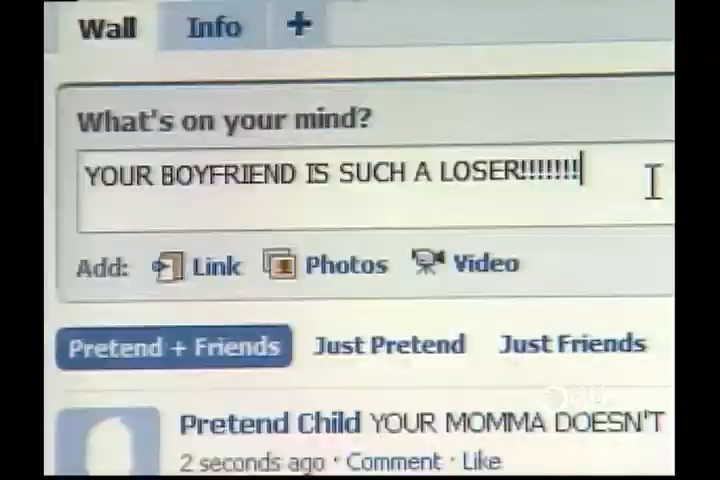 Wall Info +
What's on your mind?
YOUR BOYFRIEND IS SUCH A LOSER!!!!!!!
Add: Link Photos Video
Pretend + Friends Just Pretend Just Friends
Pretend Child YOUR MOMMA DOESN'T
2 seconds ago · Comment · Like